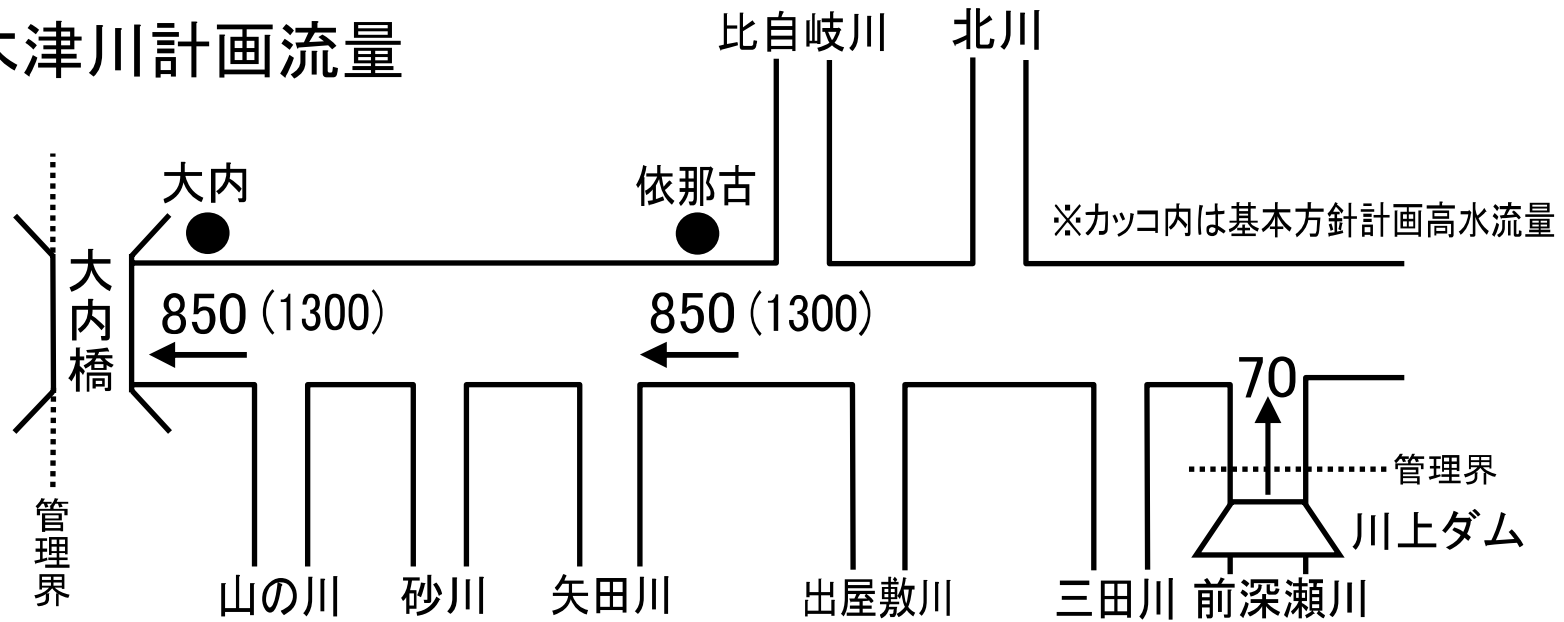 木津川計画流量
比自岐川
北川
大内
依那古
※カッコ内は基本方針計画高水流量
大内橋
850(1300)
850(1300)
70
管理界
管理界
川上ダム
山の川
砂川
矢田川
出屋敷川
三田川
前深瀬川